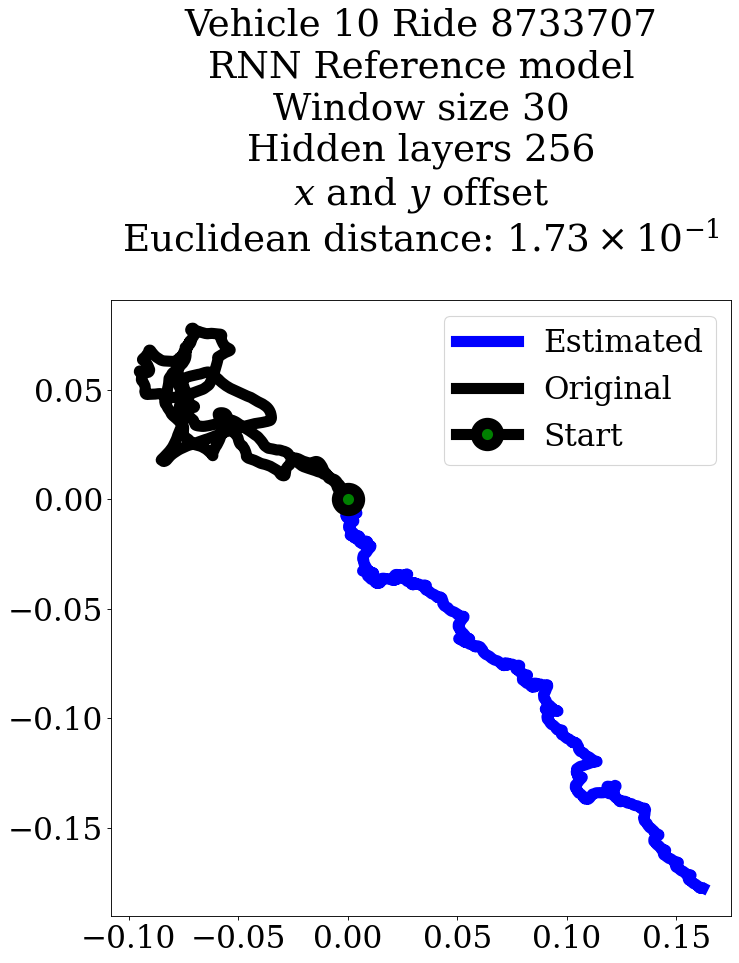 Vehicle 10 Ride 8733707
RNN Reference model
Window size 30
Hidden layers 256
x and y offset
Euclidean distance: 1.73 × 10⁻¹
Estimated
Original
Start
0.05
0.00
−0.05
−0.10
−0.15
−0.10 −0.05 0.00 0.05 0.10 0.15